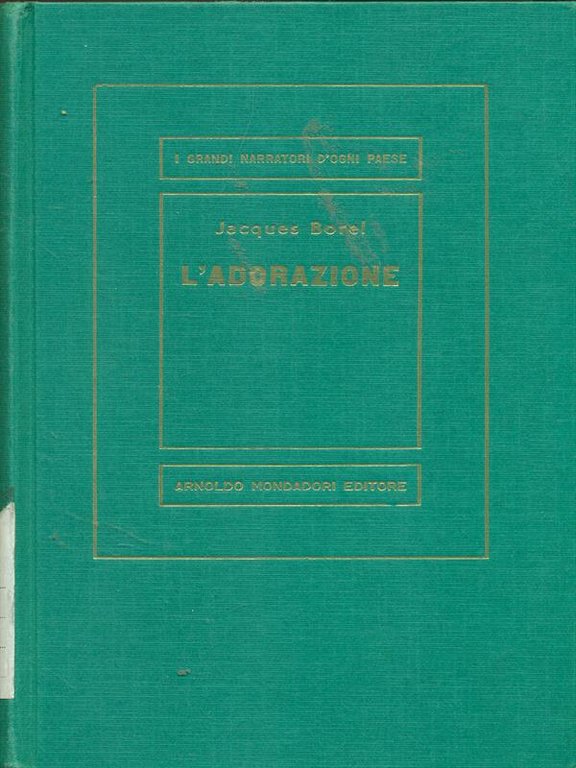 I GRANDI NARRATORI D'OGNI PAESE
Jacques Borel
L'ADORAZIONE
ARNOLDO MONDADORI EDITORE